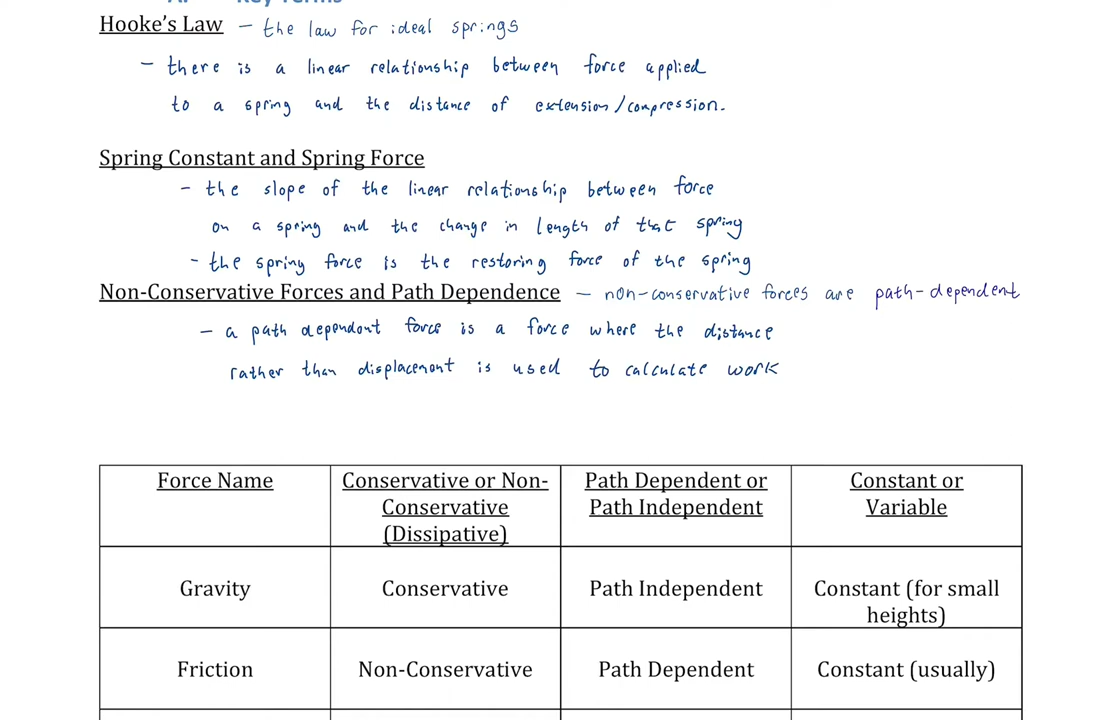 Key Terms
Hooke's Law – the law for ideal springs
– there is a linear relationship between force applied
to a spring and the distance of extension/compression.
Spring Constant and Spring Force
– the slope of the linear relationship between force
on a spring and the change in length of that spring
– the spring force is the restoring force of the spring
Non-Conservative Forces and Path Dependence – non-conservative forces are path-dependent
– a path dependent force is a force where the distance
rather than displacement is used to calculate work
Force Name
Conservative or Non-
Conservative
(Dissipative)
Path Dependent or
Path Independent
Constant or
Variable
Gravity
Conservative
Path Independent
Constant (for small
heights)
Friction
Non-Conservative
Path Dependent
Constant (usually)